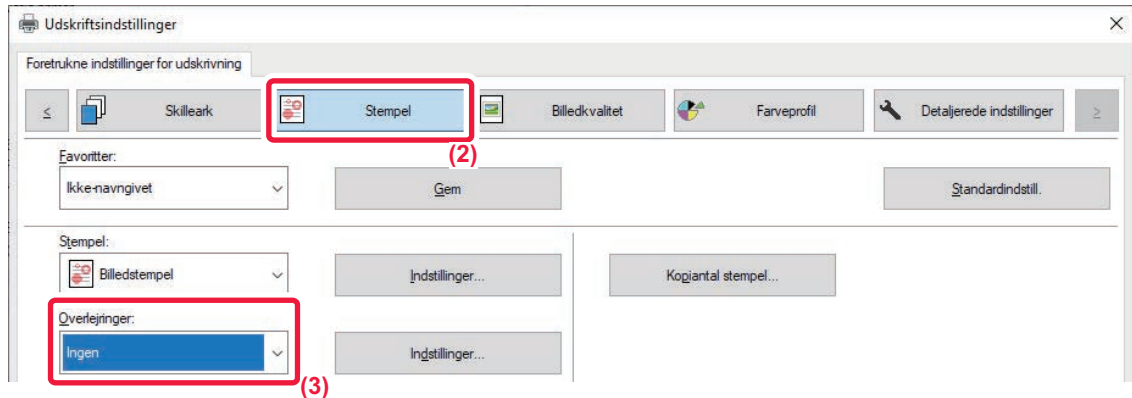 Udskriftsindstillinger
Foretrukne indstillinger for udskrivning
< Skilleark Stempel Billedkvalitet Farveprofil Detaljerede indstillinger >
(2)
Favoritter:
Ikke-navngivet Gem Standardindstill.
Stempel:
Billedstempel Indstillinger... Kopiantal stempel...
Overlejringer:
Ingen Indstillinger...
(3)